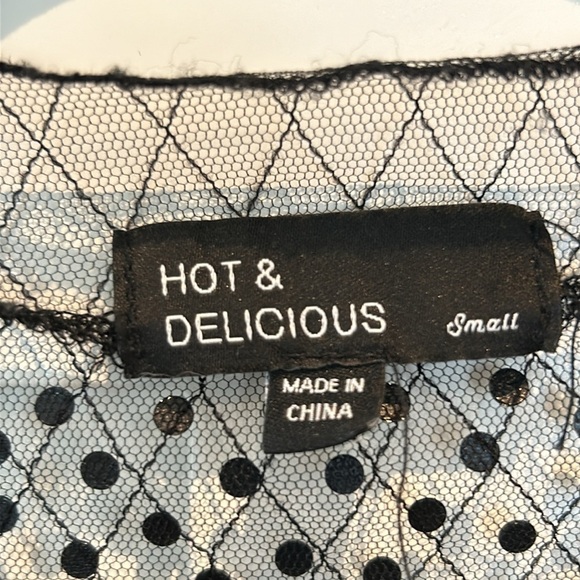 HOT &
DELICIOUS
Small
MADE IN
CHINA